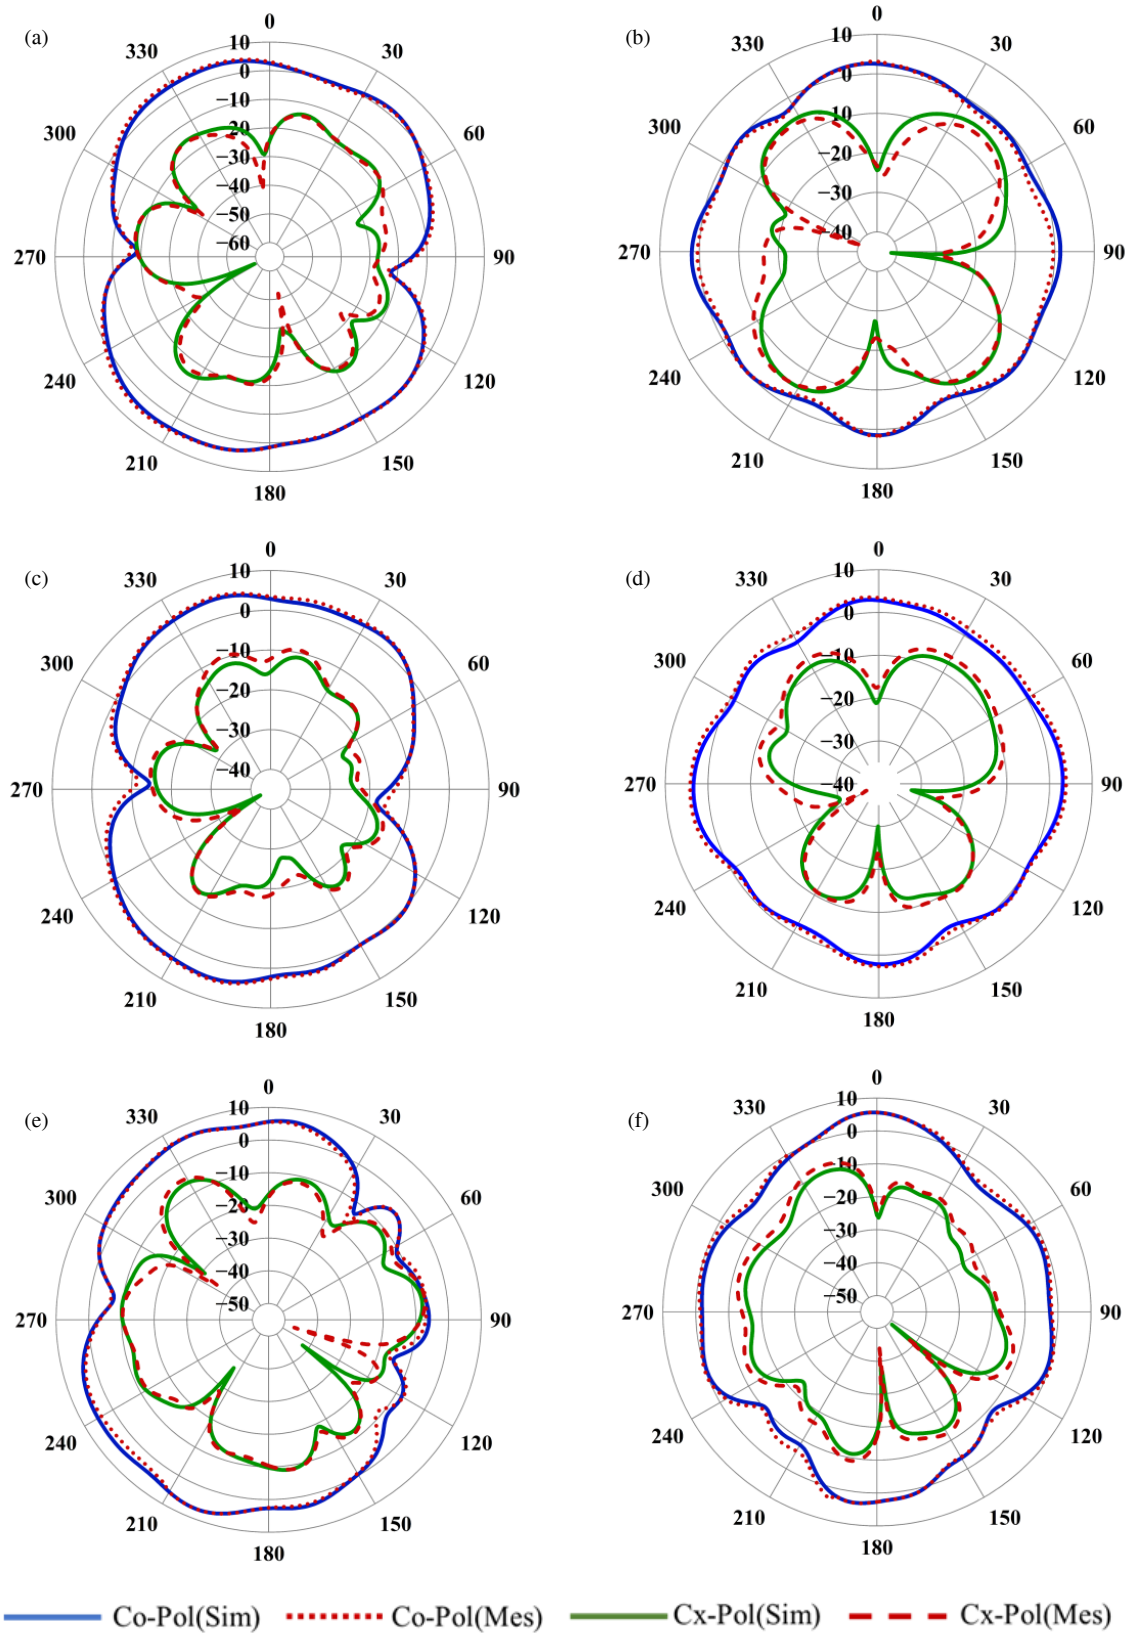 (a) 0 (b) 0
330 10 30 330 10 30
0 0
300 −10 60 300 −10 60
−20 −20
−30
−40 −30
−50 −40
−60
270 90 270 90
240 120 240 120
210 150 210 150
180 180
(c) 0 (d) 0
330 10 30 330 10 30
0 0
300 −10 60 300 −10 60
−20 −20
−30 −30
−40 −40
270 90 270 90
240 120 240 120
210 150 210 150
180 180
(e) 0 (f) 0
330 10 30 330 10 30
0 0
300 −10 60 300 −10 60
−20 −20
−30 −30
−40 −40
−50 −50
270 90 270 90
240 120 240 120
210 150 210 150
180 180
Co-Pol(Sim) Co-Pol(Mes) Cx-Pol(Sim) Cx-Pol(Mes)